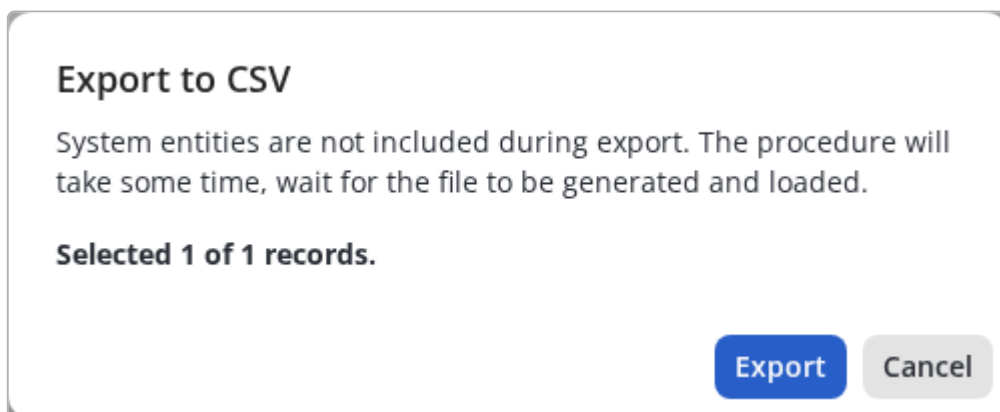 Export to CSV
System entities are not included during export. The procedure will
take some time, wait for the file to be generated and loaded.
Selected 1 of 1 records.
Export Cancel